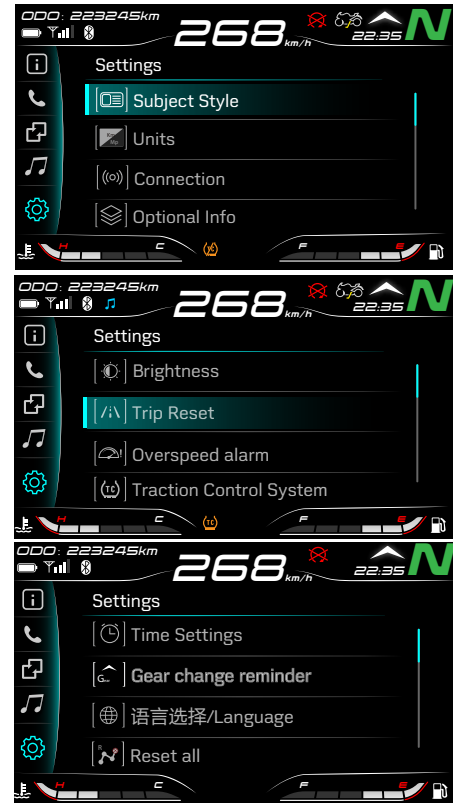 ODO: 223245km
268 km/h
22:35 N
Settings
Subject Style
Units
Connection
Optional Info
H C F E
ODO: 223245km
268 km/h
22:35 N
Settings
Brightness
Trip Reset
Overspeed alarm
TC Traction Control System
H C TC F E
ODO: 223245km
268 km/h
22:35 N
Settings
Time Settings
G Gear change reminder
语言选择/Language
R N Reset all
H C F E